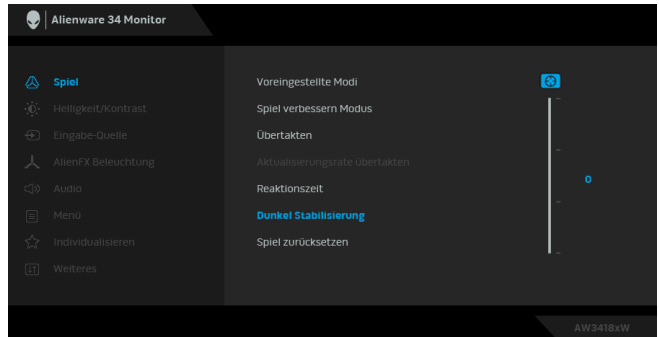 Alienware 34 Monitor
Spiel
Helligkeit/Kontrast
Eingabe-Quelle
AlienFX Beleuchtung
Audio
Menü
Individualisieren
Weiteres
Voreingestellte Modi
Spiel verbessern Modus
Übertakten
Aktualisierungsrate übertakten
Reaktionszeit
Dunkel Stabilisierung
Spiel zurücksetzen
0
AW3418xW